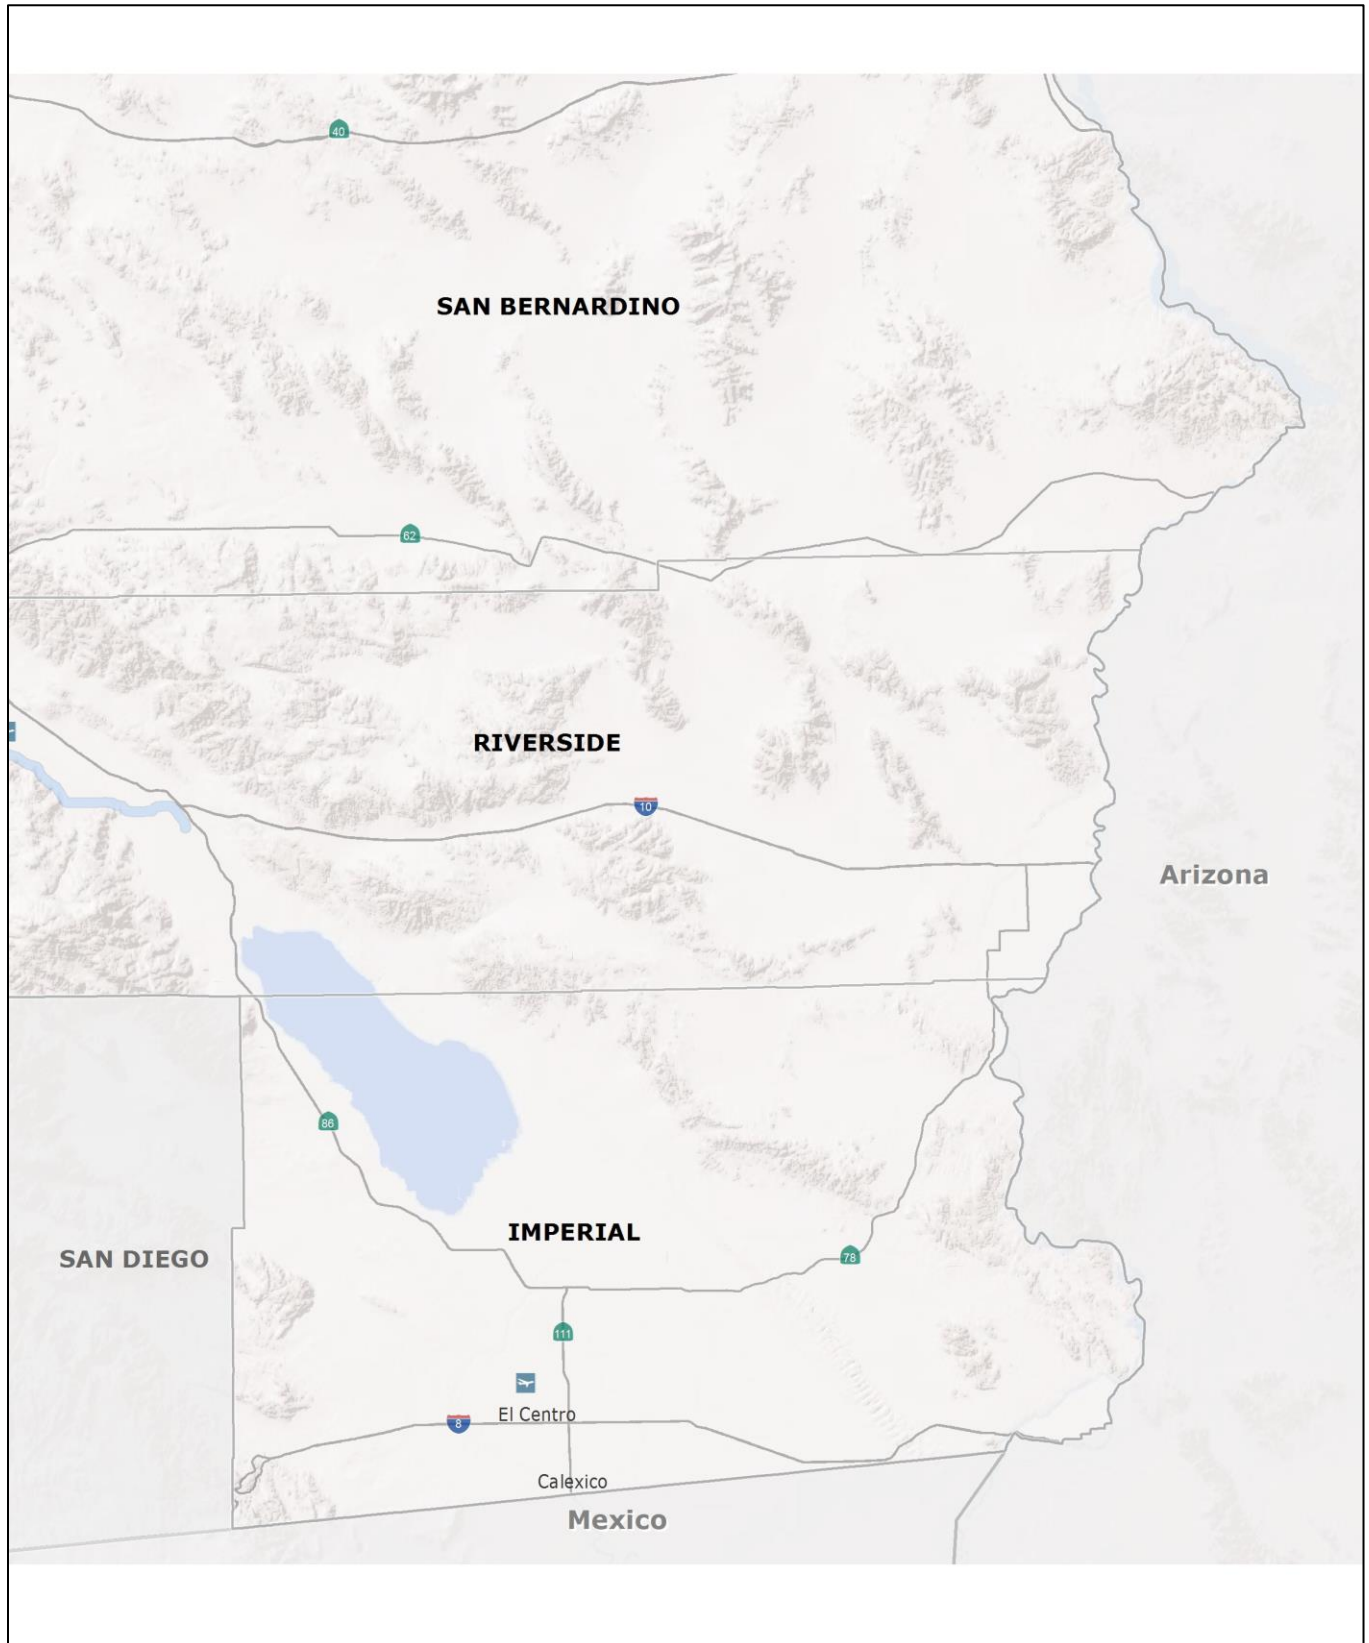 40
SAN BERNARDINO
62
RIVERSIDE
10
Arizona
86
IMPERIAL
SAN DIEGO
78
111
El Centro
8
Calexico
Mexico